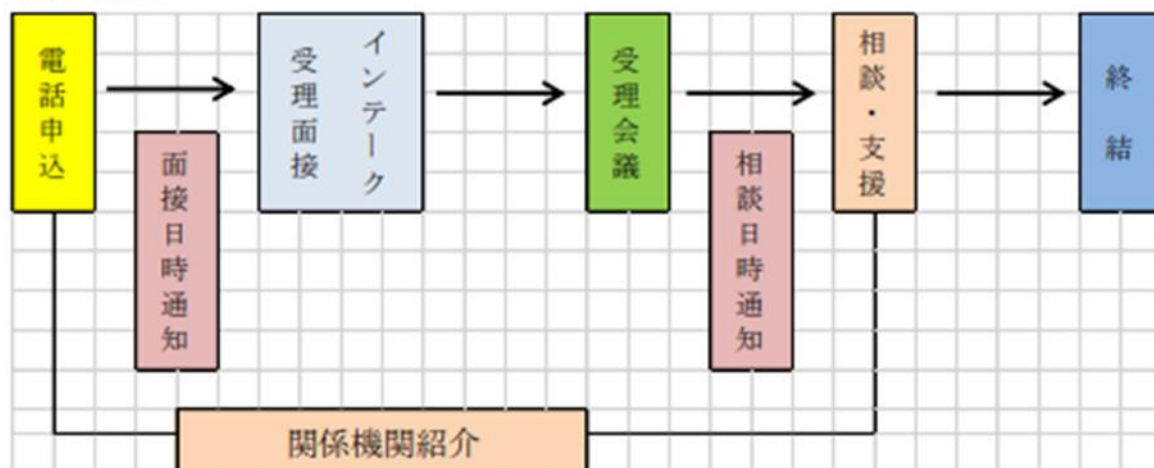 電話申込
面接日時通知
インテーク
受理面接
受理会議
相談日時通知
相談・支援
終結
関係機関紹介